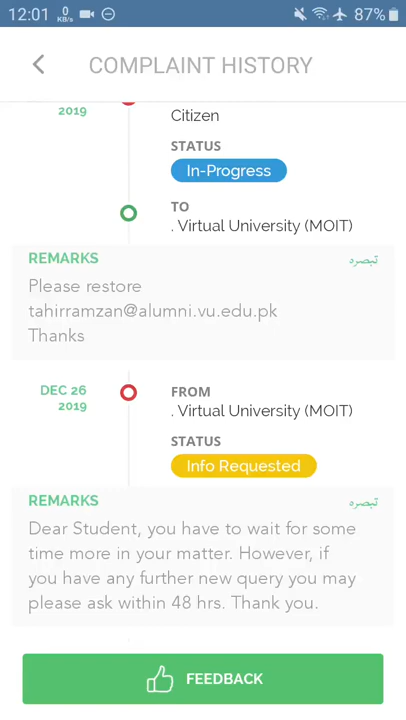 12:01 0 KB/s 87%
COMPLAINT HISTORY
2019
Citizen
STATUS
In-Progress
TO
. Virtual University (MOIT)
REMARKS تبصرہ
Please restore
tahirramzan@alumni.vu.edu.pk
Thanks
DEC 26
2019
FROM
. Virtual University (MOIT)
STATUS
Info Requested
REMARKS تبصرہ
Dear Student, you have to wait for some
time more in your matter. However, if
you have any further new query you may
please ask within 48 hrs. Thank you.
FEEDBACK